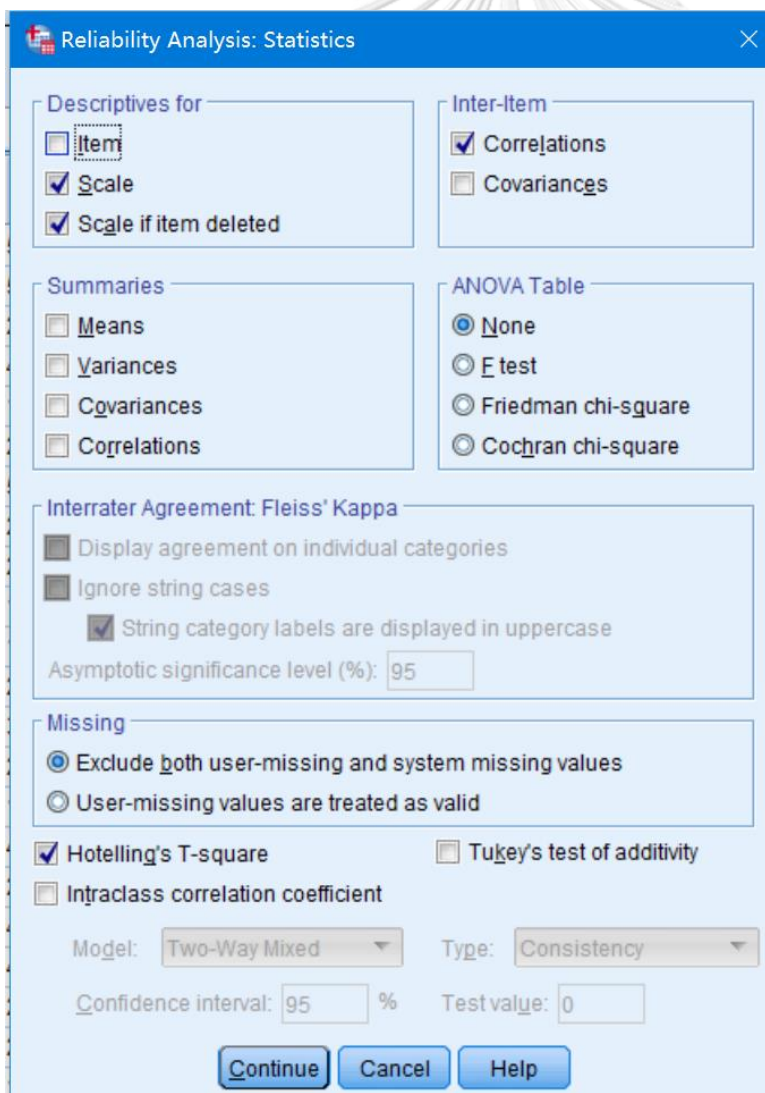 Reliability Analysis: Statistics
Descriptives for
Item
Scale
Scale if item deleted
Inter-Item
Correlations
Covariances
Summaries
Means
Variances
Covariances
Correlations
ANOVA Table
None
F test
Friedman chi-square
Cochran chi-square
Interrater Agreement: Fleiss' Kappa
Display agreement on individual categories
Ignore string cases
String category labels are displayed in uppercase
Asymptotic significance level (%): 95
Missing
Exclude both user-missing and system missing values
User-missing values are treated as valid
Hotelling's T-square
Tukey's test of additivity
Intraclass correlation coefficient
Model: Two-Way Mixed
Type: Consistency
Confidence interval: 95 %
Test value: 0
Continue
Cancel
Help